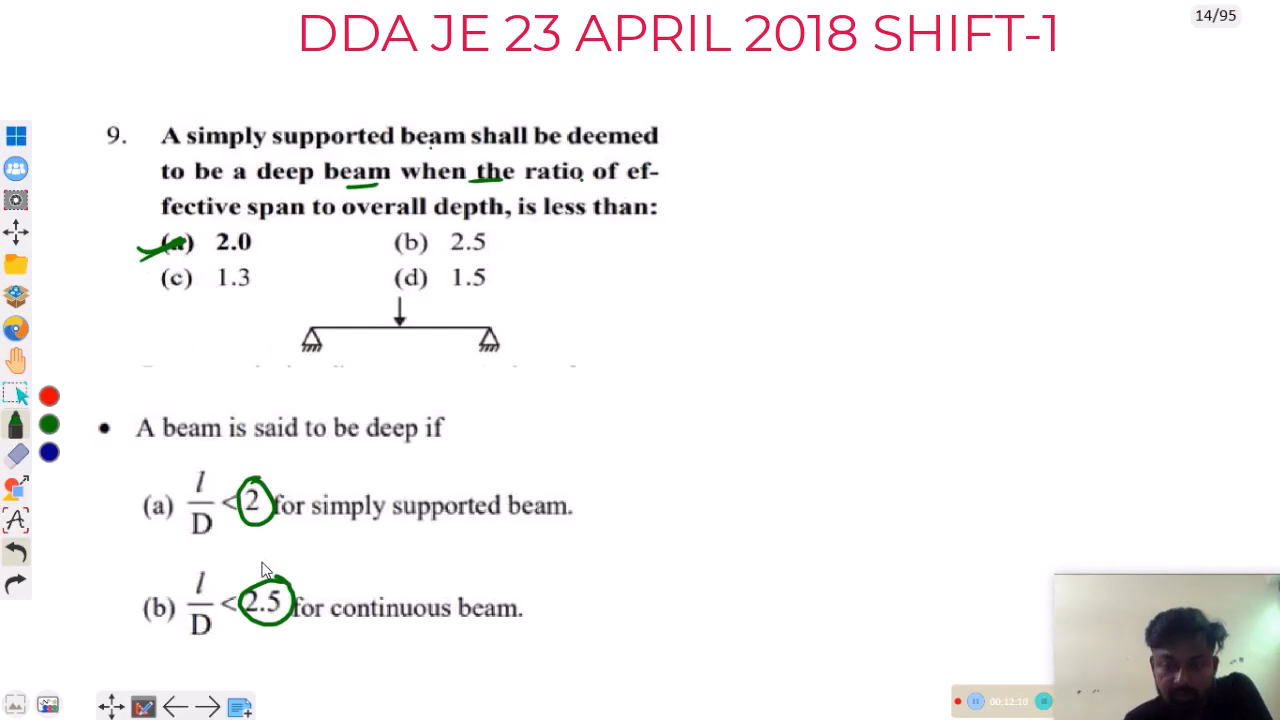 DDA JE 23 APRIL 2018 SHIFT-1
14/95
9. A simply supported beam shall be deemed
to be a deep beam when the ratio of ef-
fective span to overall depth, is less than:
(a) 2.0 (b) 2.5
(c) 1.3 (d) 1.5
• A beam is said to be deep if
(a) l/D < 2 for simply supported beam.
(b) l/D < 2.5 for continuous beam.
00:12:10